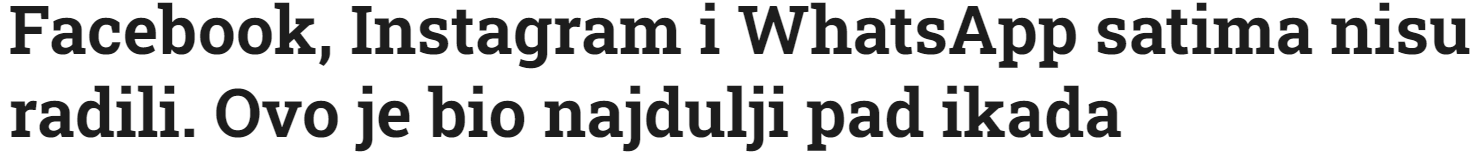 Facebook, Instagram i WhatsApp satima nisu
radili. Ovo je bio najdulji pad ikada